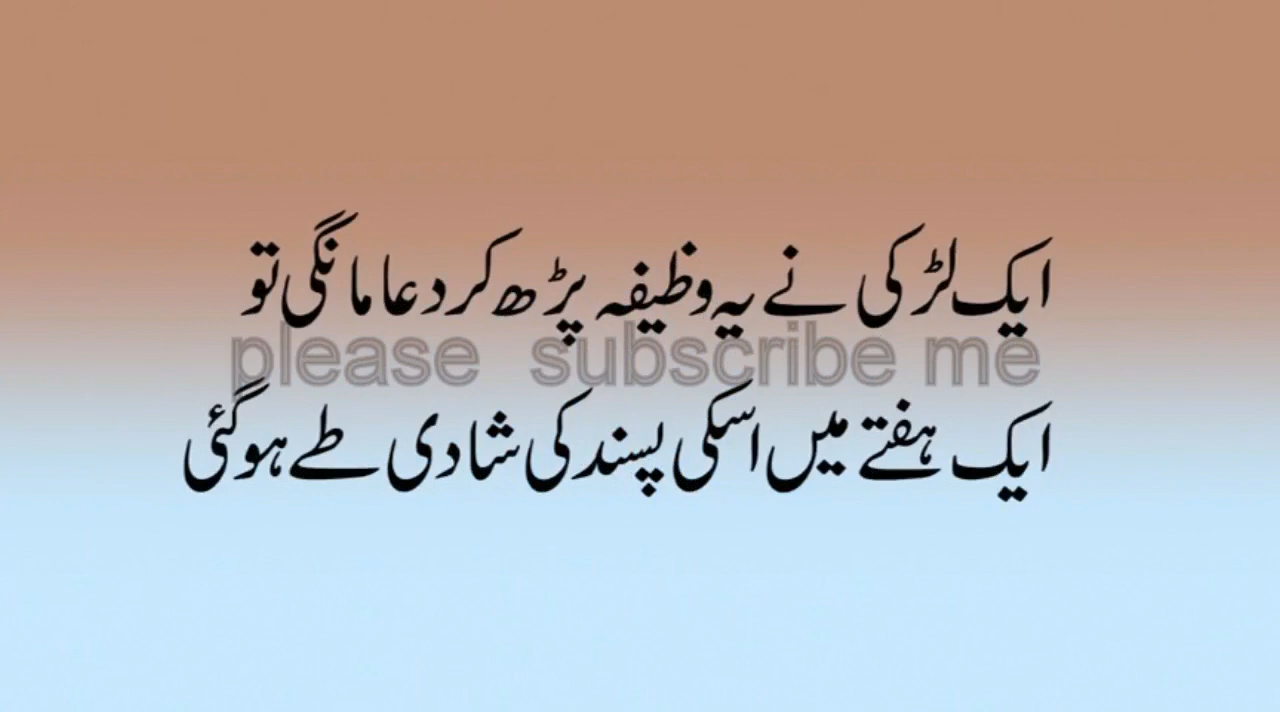 ایک لڑکی نے یہ وظیفہ پڑھ کر دعا مانگی تو
please subscribe me
ایک ہفتے میں اسکی پسند کی شادی طے ہوگئی